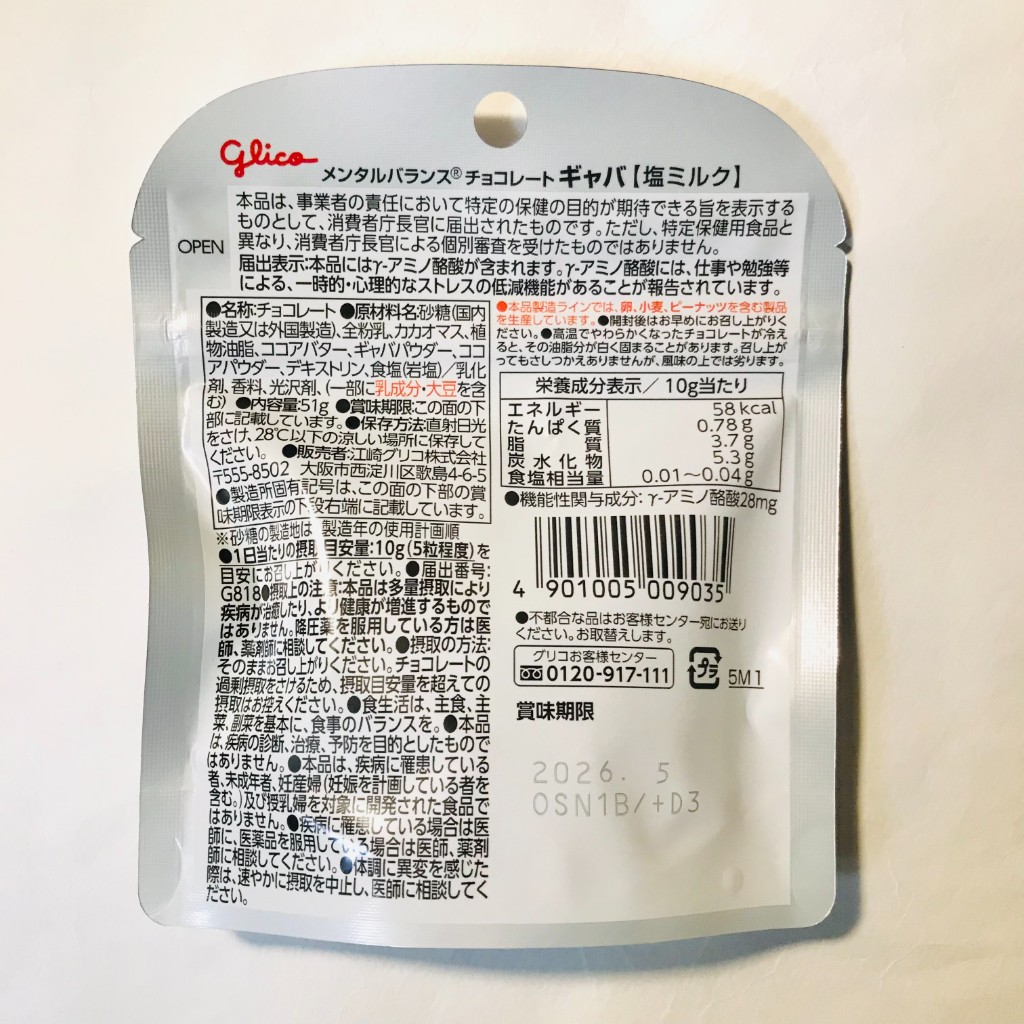 Glico
メンタルバランス® チョコレート ギャバ【塩ミルク】
本品は、事業者の責任において特定の保健の目的が期待できる旨を表示する
ものとして、消費者庁長官に届出されたものです。ただし、特定保健用食品と
異なり、消費者庁長官による個別審査を受けたものではありません。
OPEN
届出表示:本品にはγ-アミノ酪酸が含まれます。γ-アミノ酪酸には、仕事や勉強等
による、一時的・心理的なストレスの低減機能があることが報告されています。
●名称:チョコレート ●原材料名:砂糖(国内
製造又は外国製造)、全粉乳、カカオマス、植
物油脂、ココアバター、ギャバパウダー、ココ
アパウダー、デキストリン、食塩(岩塩)/乳化
剤、香料、光沢剤、(一部に乳成分・大豆を含
む) ●内容量:51g ●賞味期限:この面の下
部に記載しています。●保存方法:直射日光
をさけ、28℃以下の涼しい場所に保存して
ください。 ●販売者:江崎グリコ株式会社
〒555-8502 大阪市西淀川区歌島4-6-5
●製造所固有記号は、この面の下部の賞
味期限表示の下段右端に記載しています。
※砂糖の製造地は、製造年の使用計画順
●1日当たりの摂取目安量:10g(5粒程度)を
目安にお召し上がりください。●届出番号:
G818●摂取上の注意:本品は多量摂取により
疾病が治癒したり、より健康が増進するもので
はありません。降圧薬を服用している方は医
師、薬剤師に相談してください。●摂取の方法:
そのままお召し上がりください。チョコレートの
過剰摂取をさけるため、摂取目安量を超えての
摂取はお控えください。●食生活は、主食、主
菜、副菜を基本に、食事のバランスを。●本品
は、疾病の診断、治療、予防を目的としたもので
はありません。●本品は、疾病に罹患している
者、未成年者、妊産婦(妊娠を計画している者を
含む。)及び授乳婦を対象に開発された食品で
はありません。●疾病に罹患している場合は医
師に、医薬品を服用している場合は医師、薬剤
師に相談してください。●体調に異変を感じた
際は、速やかに摂取を中止し、医師に相談してく
ださい。
●本品製造ラインでは、卵、小麦、ピーナッツを含む製品
を生産しています。●開封後はお早めにお召し上がりく
ださい。●高温でやわらかくなったチョコレートが冷え
ると、その油脂分が白く固まることがあります。召し上が
ってもさしつかえありませんが、風味の上では劣ります。
栄養成分表示/10g当たり
エネルギー 58kcal
たんぱく質 0.78g
脂質 3.7g
炭水化物 5.3g
食塩相当量 0.01〜0.04g
●機能性関与成分: γ-アミノ酪酸28mg
4 901005 009035
●不都合な品はお客様センター宛にお送り
ください。お取替えします。
グリコお客様センター
0120-917-111
プラ
5M1
賞味期限
2026. 5
OSN1B/+D3